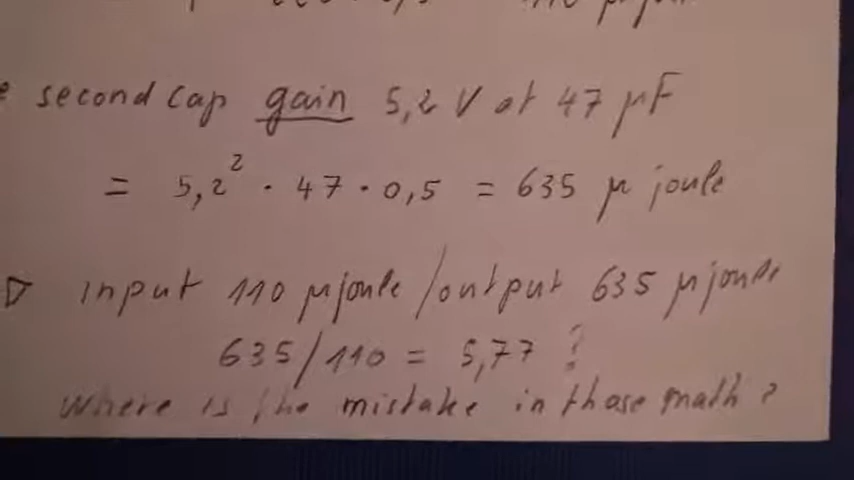 second cap gain 5,2 V at 47 µF
= 5,2² · 47 · 0,5 = 635 µ joule
▷ input 110 µjoule / output 635 µjoule
635/110 = 5,77 ?
Where is the mistake in those math ?